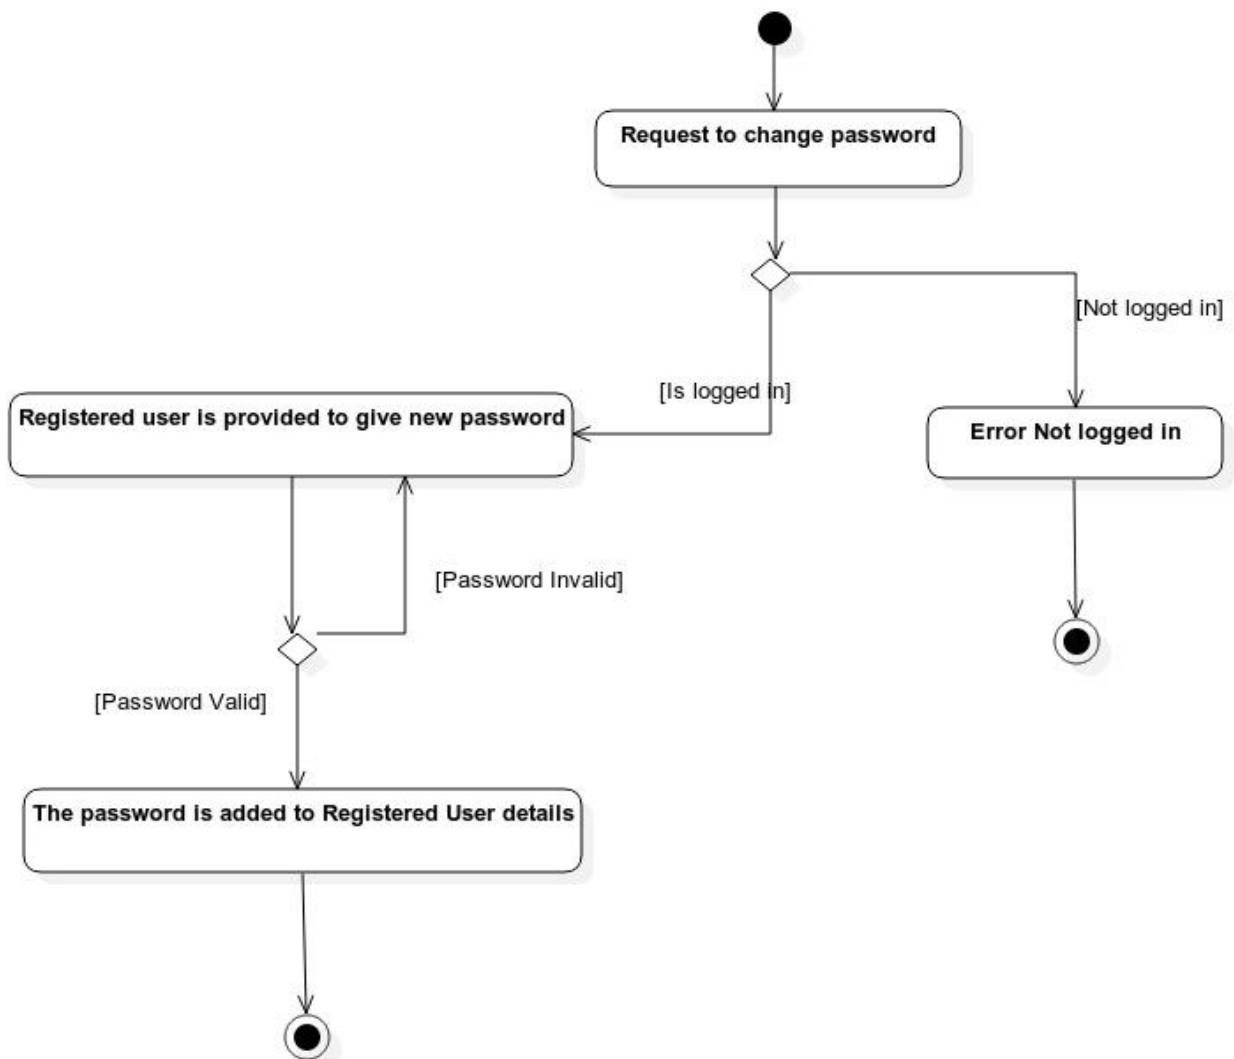 Request to change password
[Not logged in]
[Is logged in]
Registered user is provided to give new password
Error Not logged in
[Password Invalid]
[Password Valid]
The password is added to Registered User details